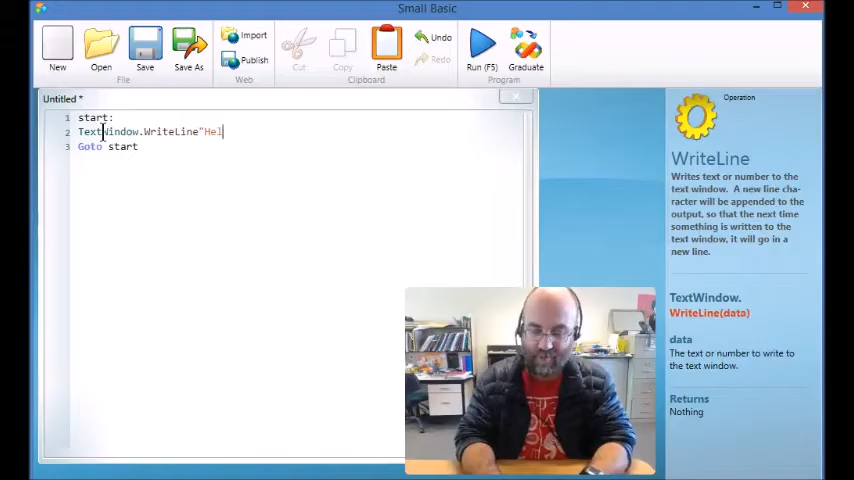 Small Basic
New
Open
Save
Save As
Import
Publish
Cut
Copy
Paste
Undo
Redo
Run (F5)
Graduate
File
Web
Clipboard
Program
Untitled *
1 start:
2 TextWindow.WriteLine"Hel
3 Goto start
Operation
WriteLine
Writes text or number to the
text window. A new line cha-
racter will be appended to the
output, so that the next time
something is written to the
text window, it will go in a
new line.
TextWindow.
WriteLine(data)
data
The text or number to write to
the text window.
Returns
Nothing